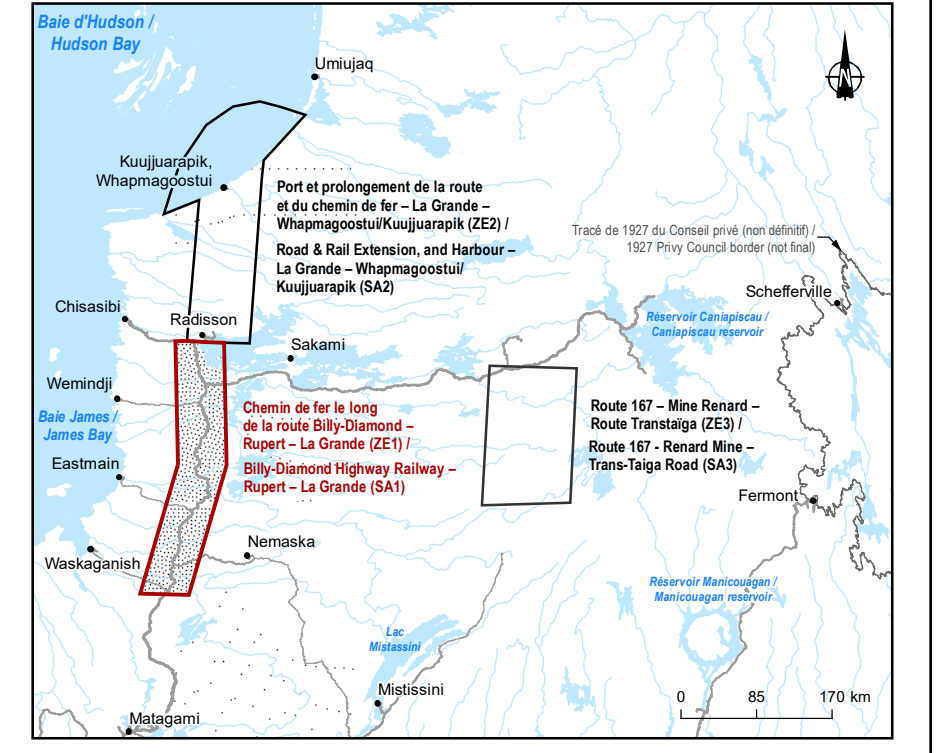 Baie d'Hudson /
Hudson Bay
Umiujaq
N
Kuujjuarapik,
Whapmagoostui
Port et prolongement de la route
et du chemin de fer – La Grande –
Whapmagoostui/Kuujjuarapik (ZE2) /
Road & Rail Extension, and Harbour –
La Grande – Whapmagoostui/
Kuujjuarapik (SA2)
Tracé de 1927 du Conseil privé (non définitif) /
1927 Privy Council border (not final)
Schefferville
Chisasibi
Radisson
Réservoir Caniapiscau /
Caniapiscau reservoir
Sakami
Wemindji
Baie James /
James Bay
Chemin de fer le long
de la route Billy-Diamond –
Rupert – La Grande (ZE1) /
Billy-Diamond Highway Railway –
Rupert – La Grande (SA1)
Route 167 – Mine Renard –
Route Transtaïga (ZE3) /
Route 167 - Renard Mine –
Trans-Taiga Road (SA3)
Eastmain
Fermont
Nemaska
Waskaganish
Réservoir Manicouagan /
Manicouagan reservoir
Lac
Mistassini
Mistissini
0 85 170 km
Matagami